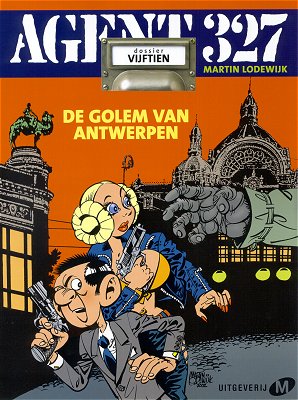 AGENT 327
dossier
VIJFTIEN
MARTIN LODEWIJK
DE GOLEM VAN
ANTWERPEN
UITGEVERIJ M